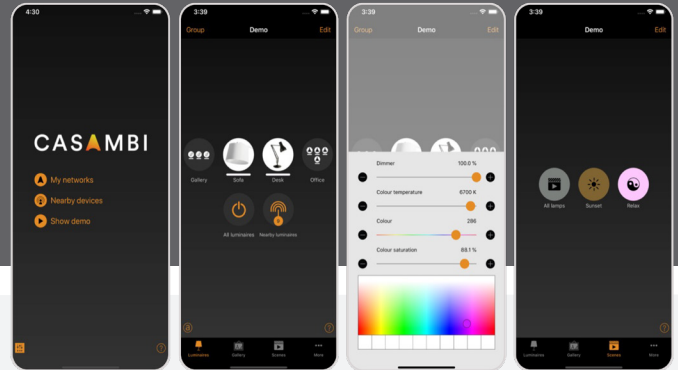 4:30
CASAMBI
My networks
Nearby devices
Show demo
?
3:39
Group Demo Edit
Gallery Sofa Desk Office
All luminaires Nearby luminaires
?
Luminaires Gallery Scenes More
3:39
Group Demo Edit
Dimmer 100.0 %
Colour temperature 6700 K
Colour 286
Colour saturation 88.1 %
3:39
Demo Edit
All lamps Sunset Relax
?
Luminaires Gallery Scenes More